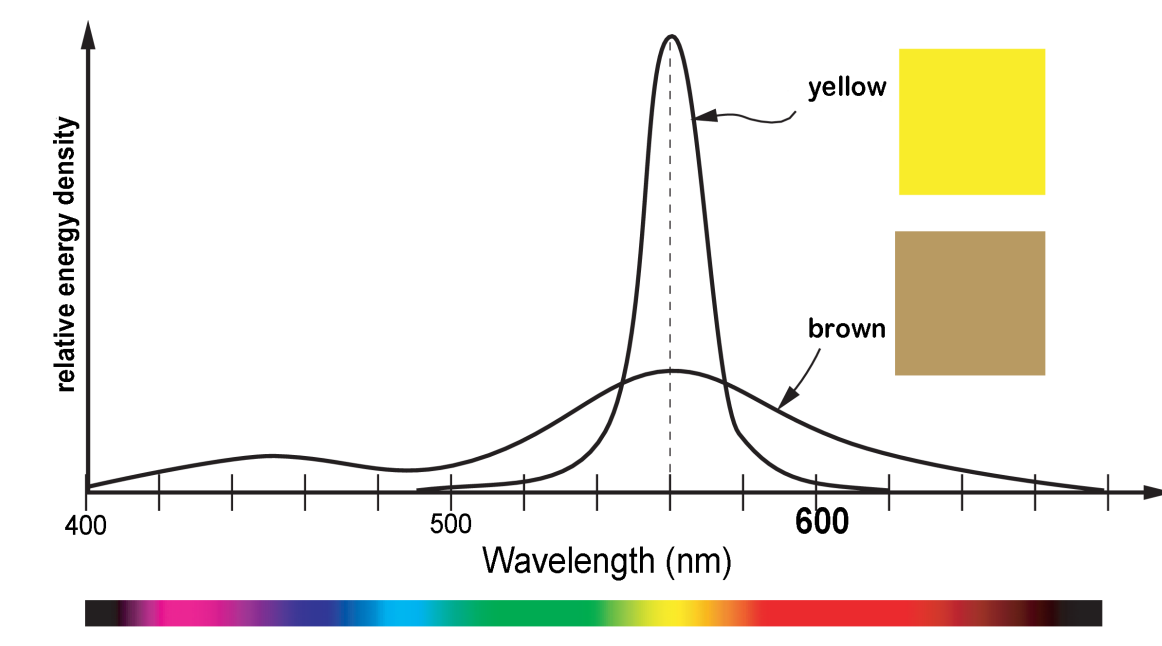 relative energy density
yellow
brown
400
500
600
Wavelength (nm)